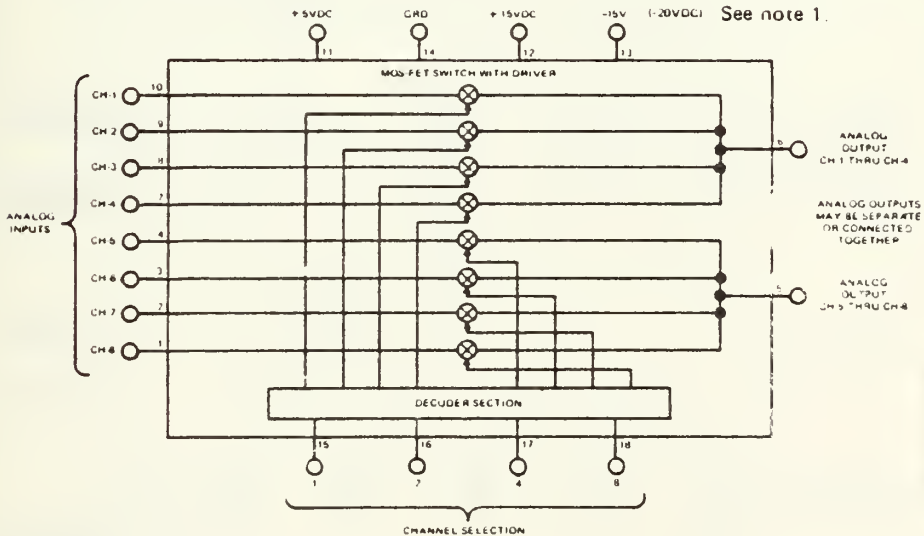 +5VDC GRD +15VDC -15V (-20VDC) See note 1.
11 14 12 13
MOS-FET SWITCH WITH DRIVER
CH-1 10
CH-2 9
CH-3 8
CH-4 7
CH-5 4
CH-6 3
CH-7 2
CH-8 1
ANALOG
INPUTS
6
ANALOG
OUTPUT
CH-1 THRU CH-4
ANALOG OUTPUTS
MAY BE SEPARATE
OR CONNECTED
TOGETHER
5
ANALOG
OUTPUT
CH-5 THRU CH-8
DECODER SECTION
15 16 17 18
1 2 4 8
CHANNEL SELECTION